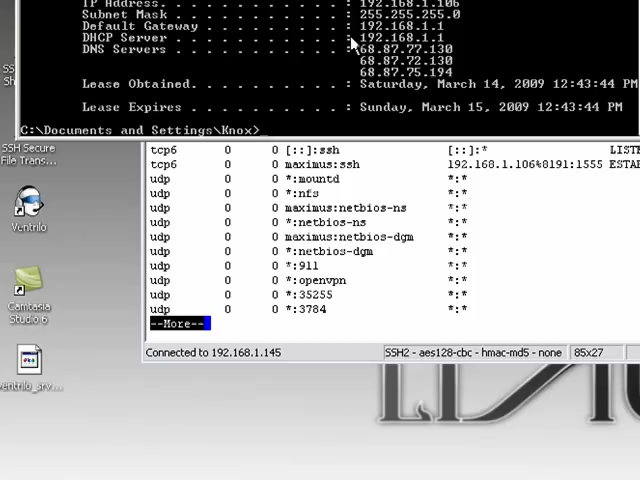 IP Address. . . . . . . . . . . . : 192.168.1.106
Subnet Mask . . . . . . . . . . . : 255.255.255.0
Default Gateway . . . . . . . . . : 192.168.1.1
DHCP Server . . . . . . . . . . . : 192.168.1.1
DNS Servers . . . . . . . . . . . : 68.87.77.130
68.87.72.130
68.87.75.194
Lease Obtained. . . . . . . . . . : Saturday, March 14, 2009 12:43:44 PM
Lease Expires . . . . . . . . . . : Sunday, March 15, 2009 12:43:44 PM
C:\Documents and Settings\Knox>_
tcp6 0 0 [::]:ssh [::]:* LISTE
tcp6 0 0 maximus:ssh 192.168.1.106%8191:1555 ESTAB
udp 0 0 *:mountd *:*
udp 0 0 *:nfs *:*
udp 0 0 maximus:netbios-ns *:*
udp 0 0 *:netbios-ns *:*
udp 0 0 maximus:netbios-dgm *:*
udp 0 0 *:netbios-dgm *:*
udp 0 0 *:911 *:*
udp 0 0 *:openvpn *:*
udp 0 0 *:35255 *:*
udp 0 0 *:3784 *:*
--More--
Connected to 192.168.1.145 SSH2 - aes128-cbc - hmac-md5 - none 85x27
SS
Sh
SSH Secure
File Trans...
Ventrilo
Camtasia
Studio 6
ventrilo_srv...